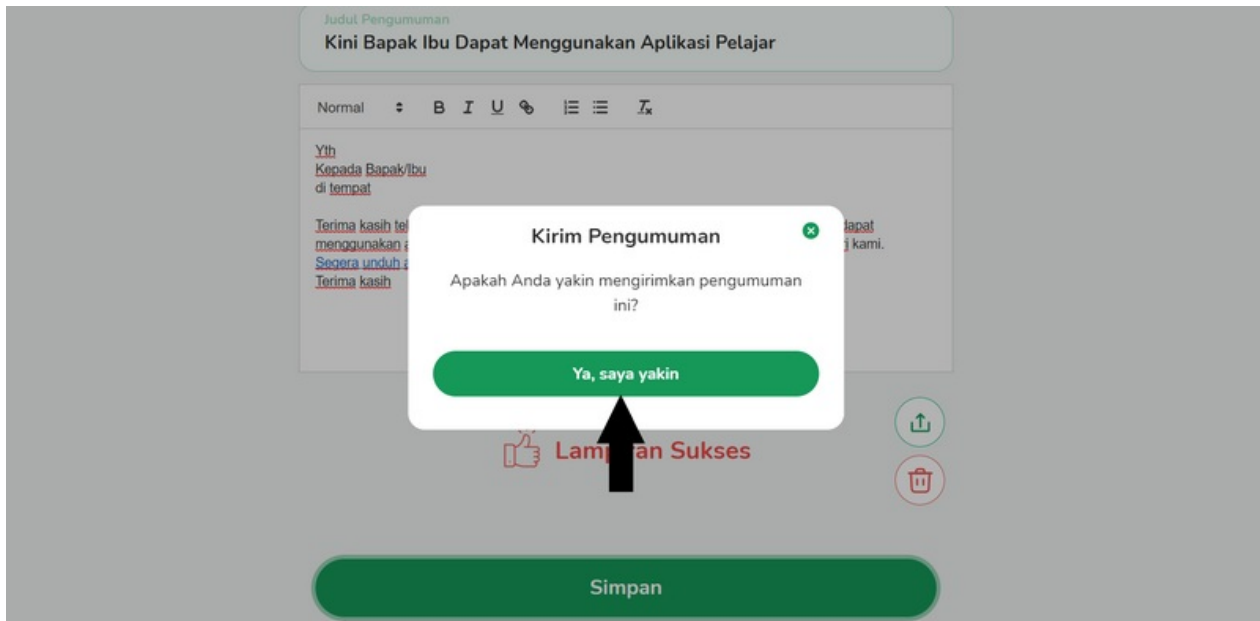 Judul Pengumuman
Kini Bapak Ibu Dapat Menggunakan Aplikasi Pelajar
Normal B I U
Yth
Kepada Bapak/Ibu
di tempat
Terima kasih tel dapat
menggunakan kami.
Segera unduh
Terima kasih
Kirim Pengumuman
Apakah Anda yakin mengirimkan pengumuman
ini?
Ya, saya yakin
Lampiran Sukses
Simpan